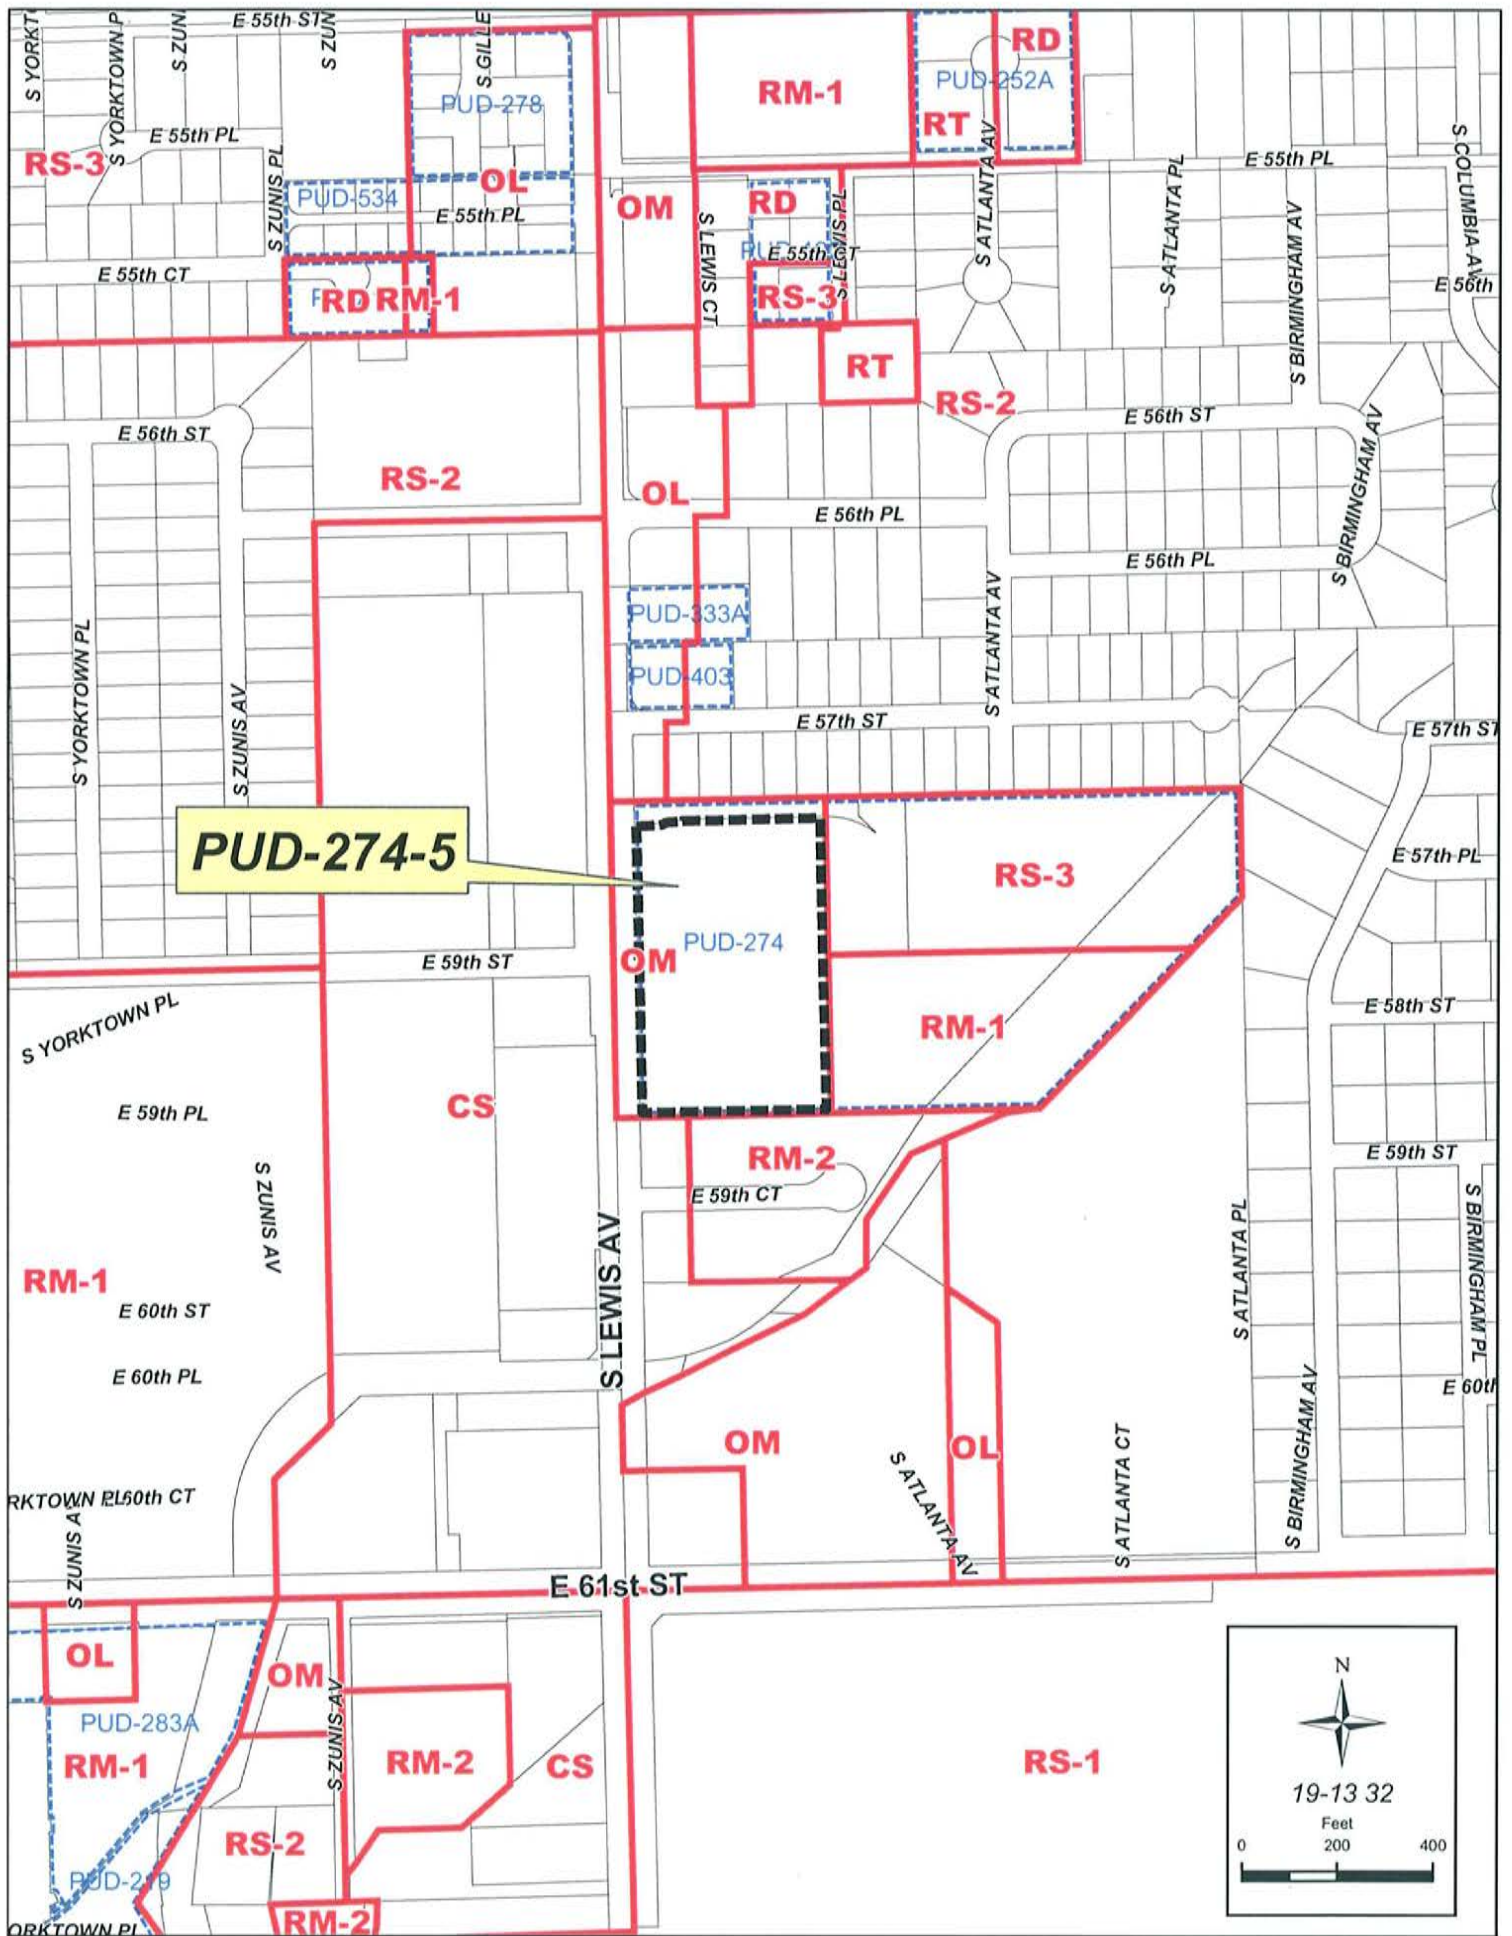 E 55th ST
S ZUN
S ZUN
S GILLE
S YORKTOWN P
RM-1
RD
PUD-252A
RT
PUD-278
E 55th PL
RS-3
S ZUNIS PL
PUD-534
OL
E 55th PL
OM
S LEWIS CT
RD
E 55th CT
S LEWIS PL
S ATLANTA AV
S ATLANTA PL
E 55th PL
S BIRMINGHAM AV
S COLUMBIA AV
E 56th
E 55th CT
RD
RM-1
RS-3
RT
RS-2
E 56th ST
E 56th ST
RS-2
OL
E 56th PL
E 56th PL
S BIRMINGHAM AV
S YORKTOWN PL
S ZUNIS AV
PUD-333A
PUD-403
S ATLANTA AV
E 57th ST
E 57th ST
PUD-274-5
RS-3
E 57th PL
PUD-274
OM
E 59th ST
RM-1
E 58th ST
S YORKTOWN PL
E 59th PL
CS
RM-2
E 59th ST
E 59th CT
S ZUNIS AV
S LEWIS AV
S ATLANTA PL
S BIRMINGHAM PL
RM-1
E 60th ST
E 60th PL
OM
OL
S ATLANTA AV
S ATLANTA CT
S BIRMINGHAM AV
RKTOWN PL
60th CT
S ZUNIS AV
E 61st ST
OL
OM
PUD-283A
RM-1
S ZUNIS AV
RM-2
CS
RS-1
RS-2
RM-2
ORKTOWN PL
N
19-13 32
Feet
0 200 400